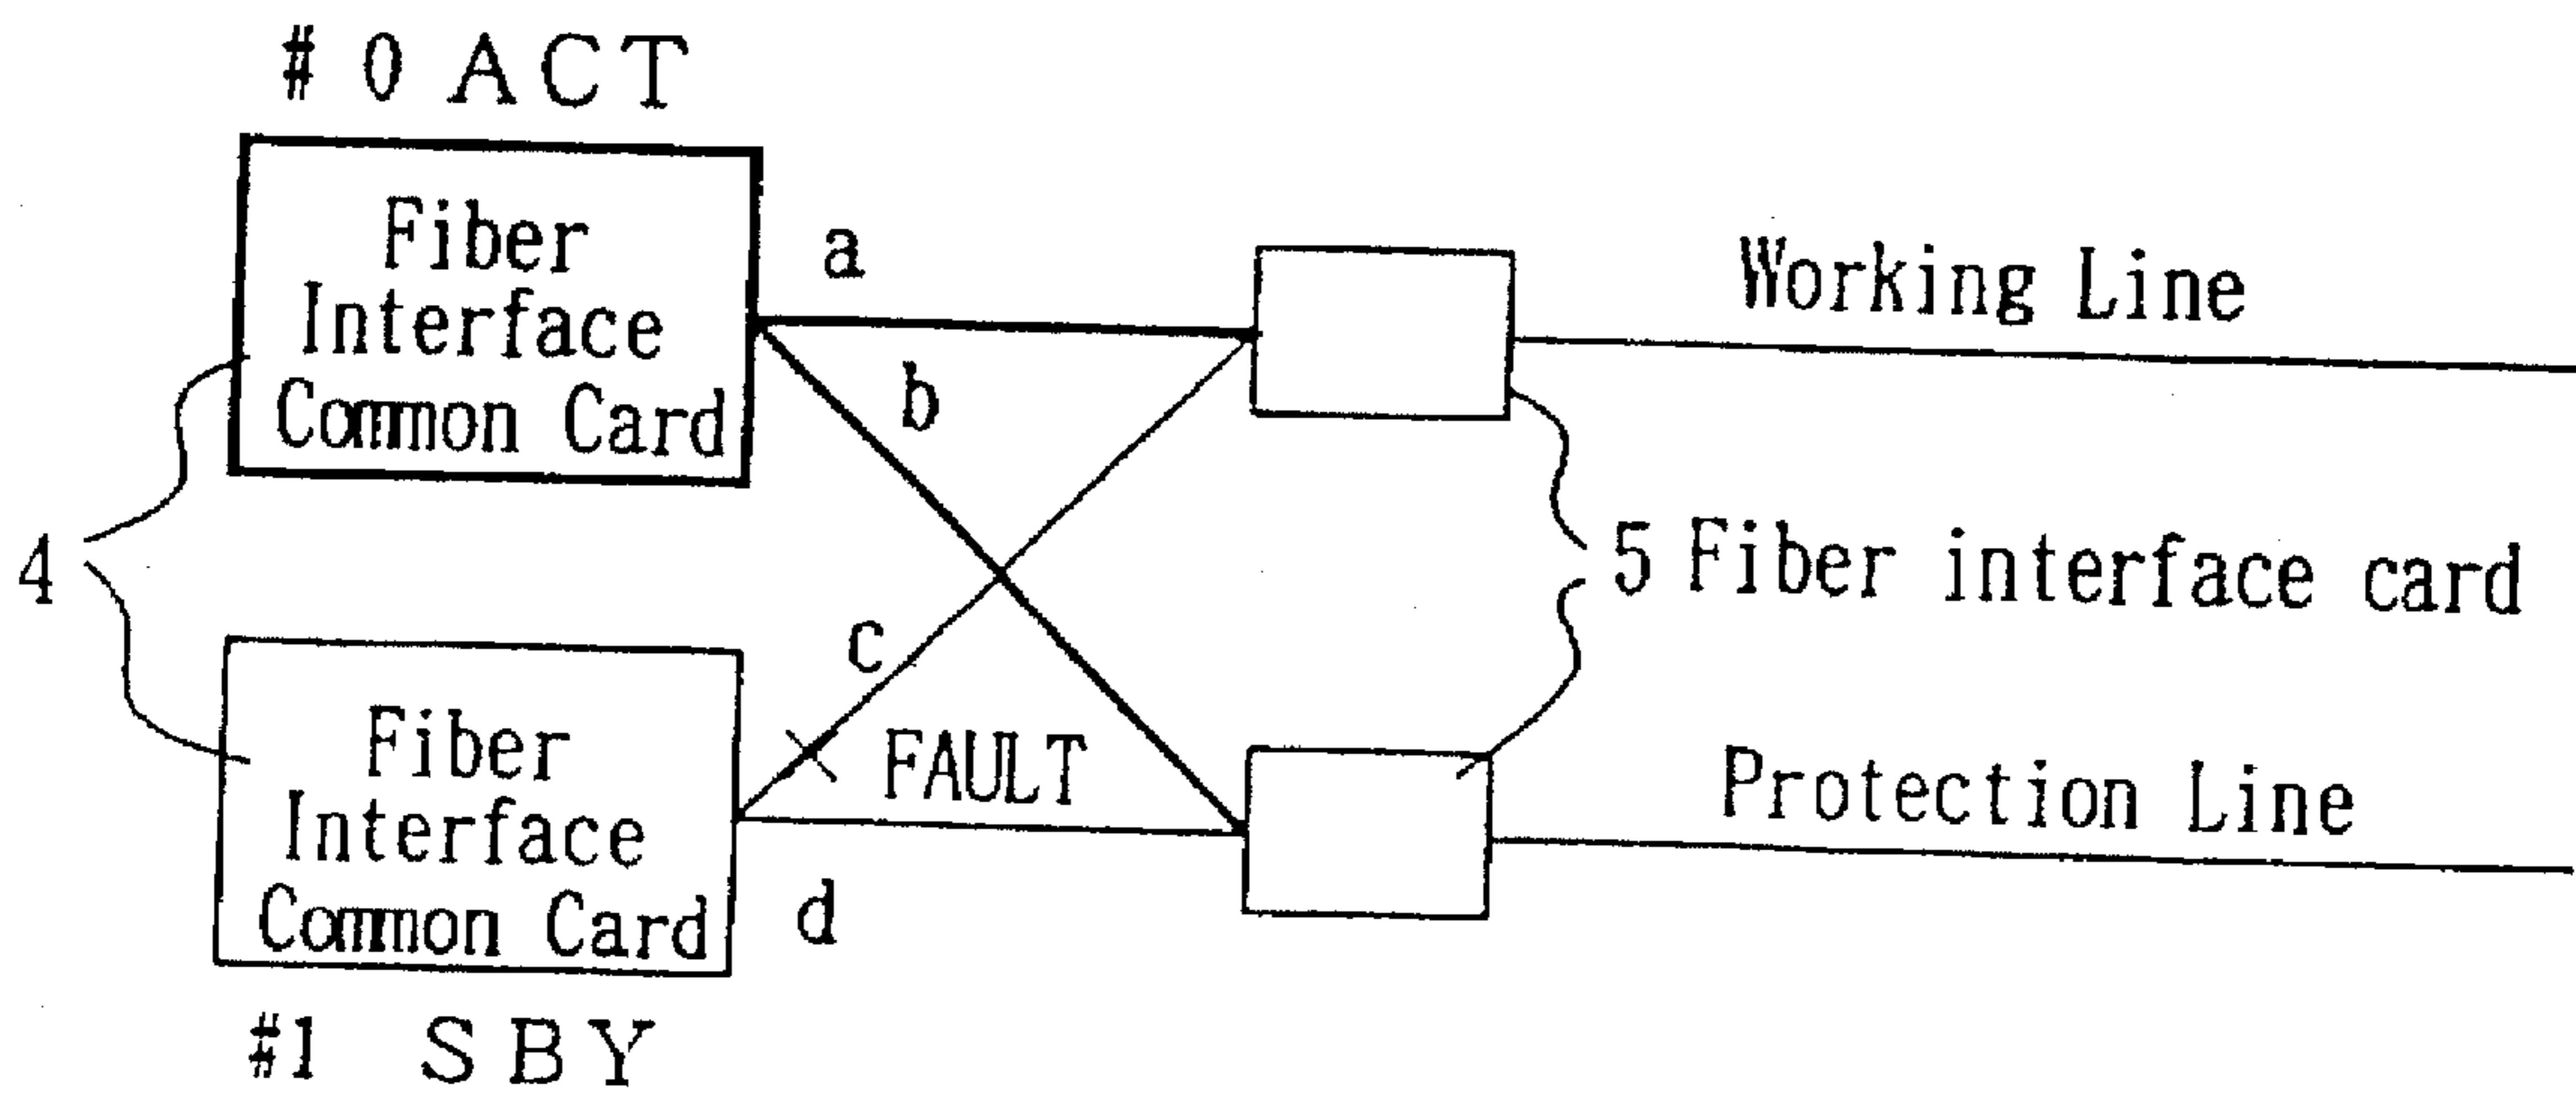 # 0 ACT
Fiber
Interface
Common Card
a
b
Working Line
4
5 Fiber interface card
c
FAULT
Fiber
Interface
Common Card
d
Protection Line
#1 SBY